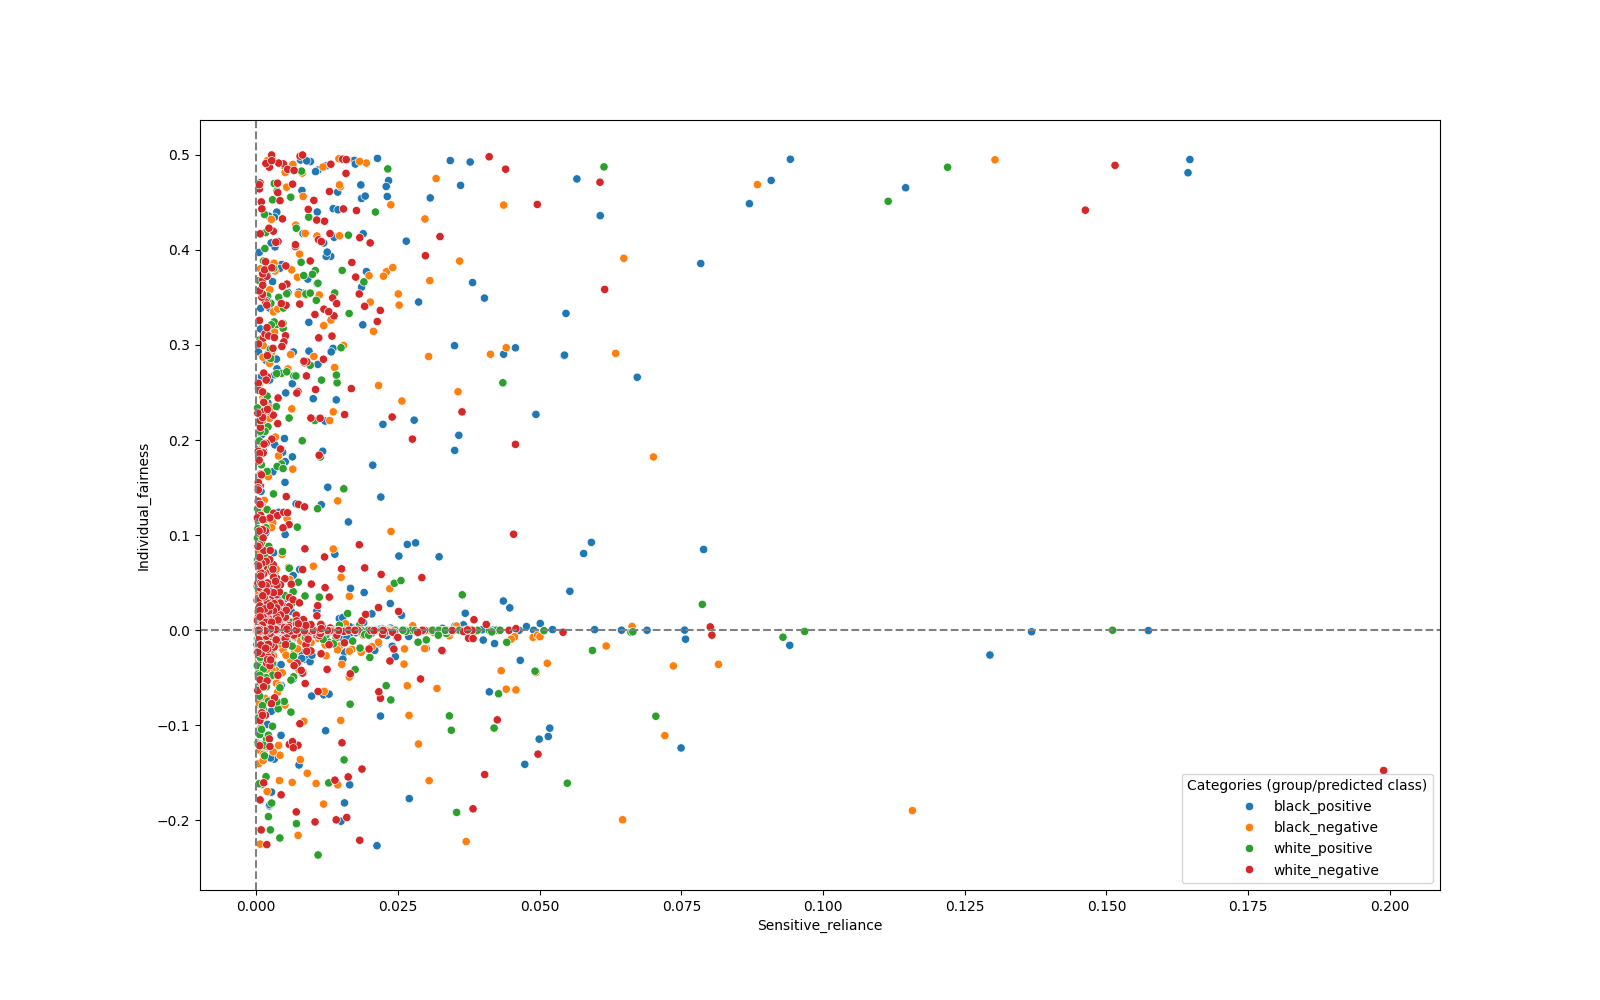 0.5
0.4
0.3
0.2
0.1
0.0
−0.1
−0.2
Individual_fairness
0.000 0.025 0.050 0.075 0.100 0.125 0.150 0.175 0.200
Sensitive_reliance
Categories (group/predicted class)
black_positive
black_negative
white_positive
white_negative